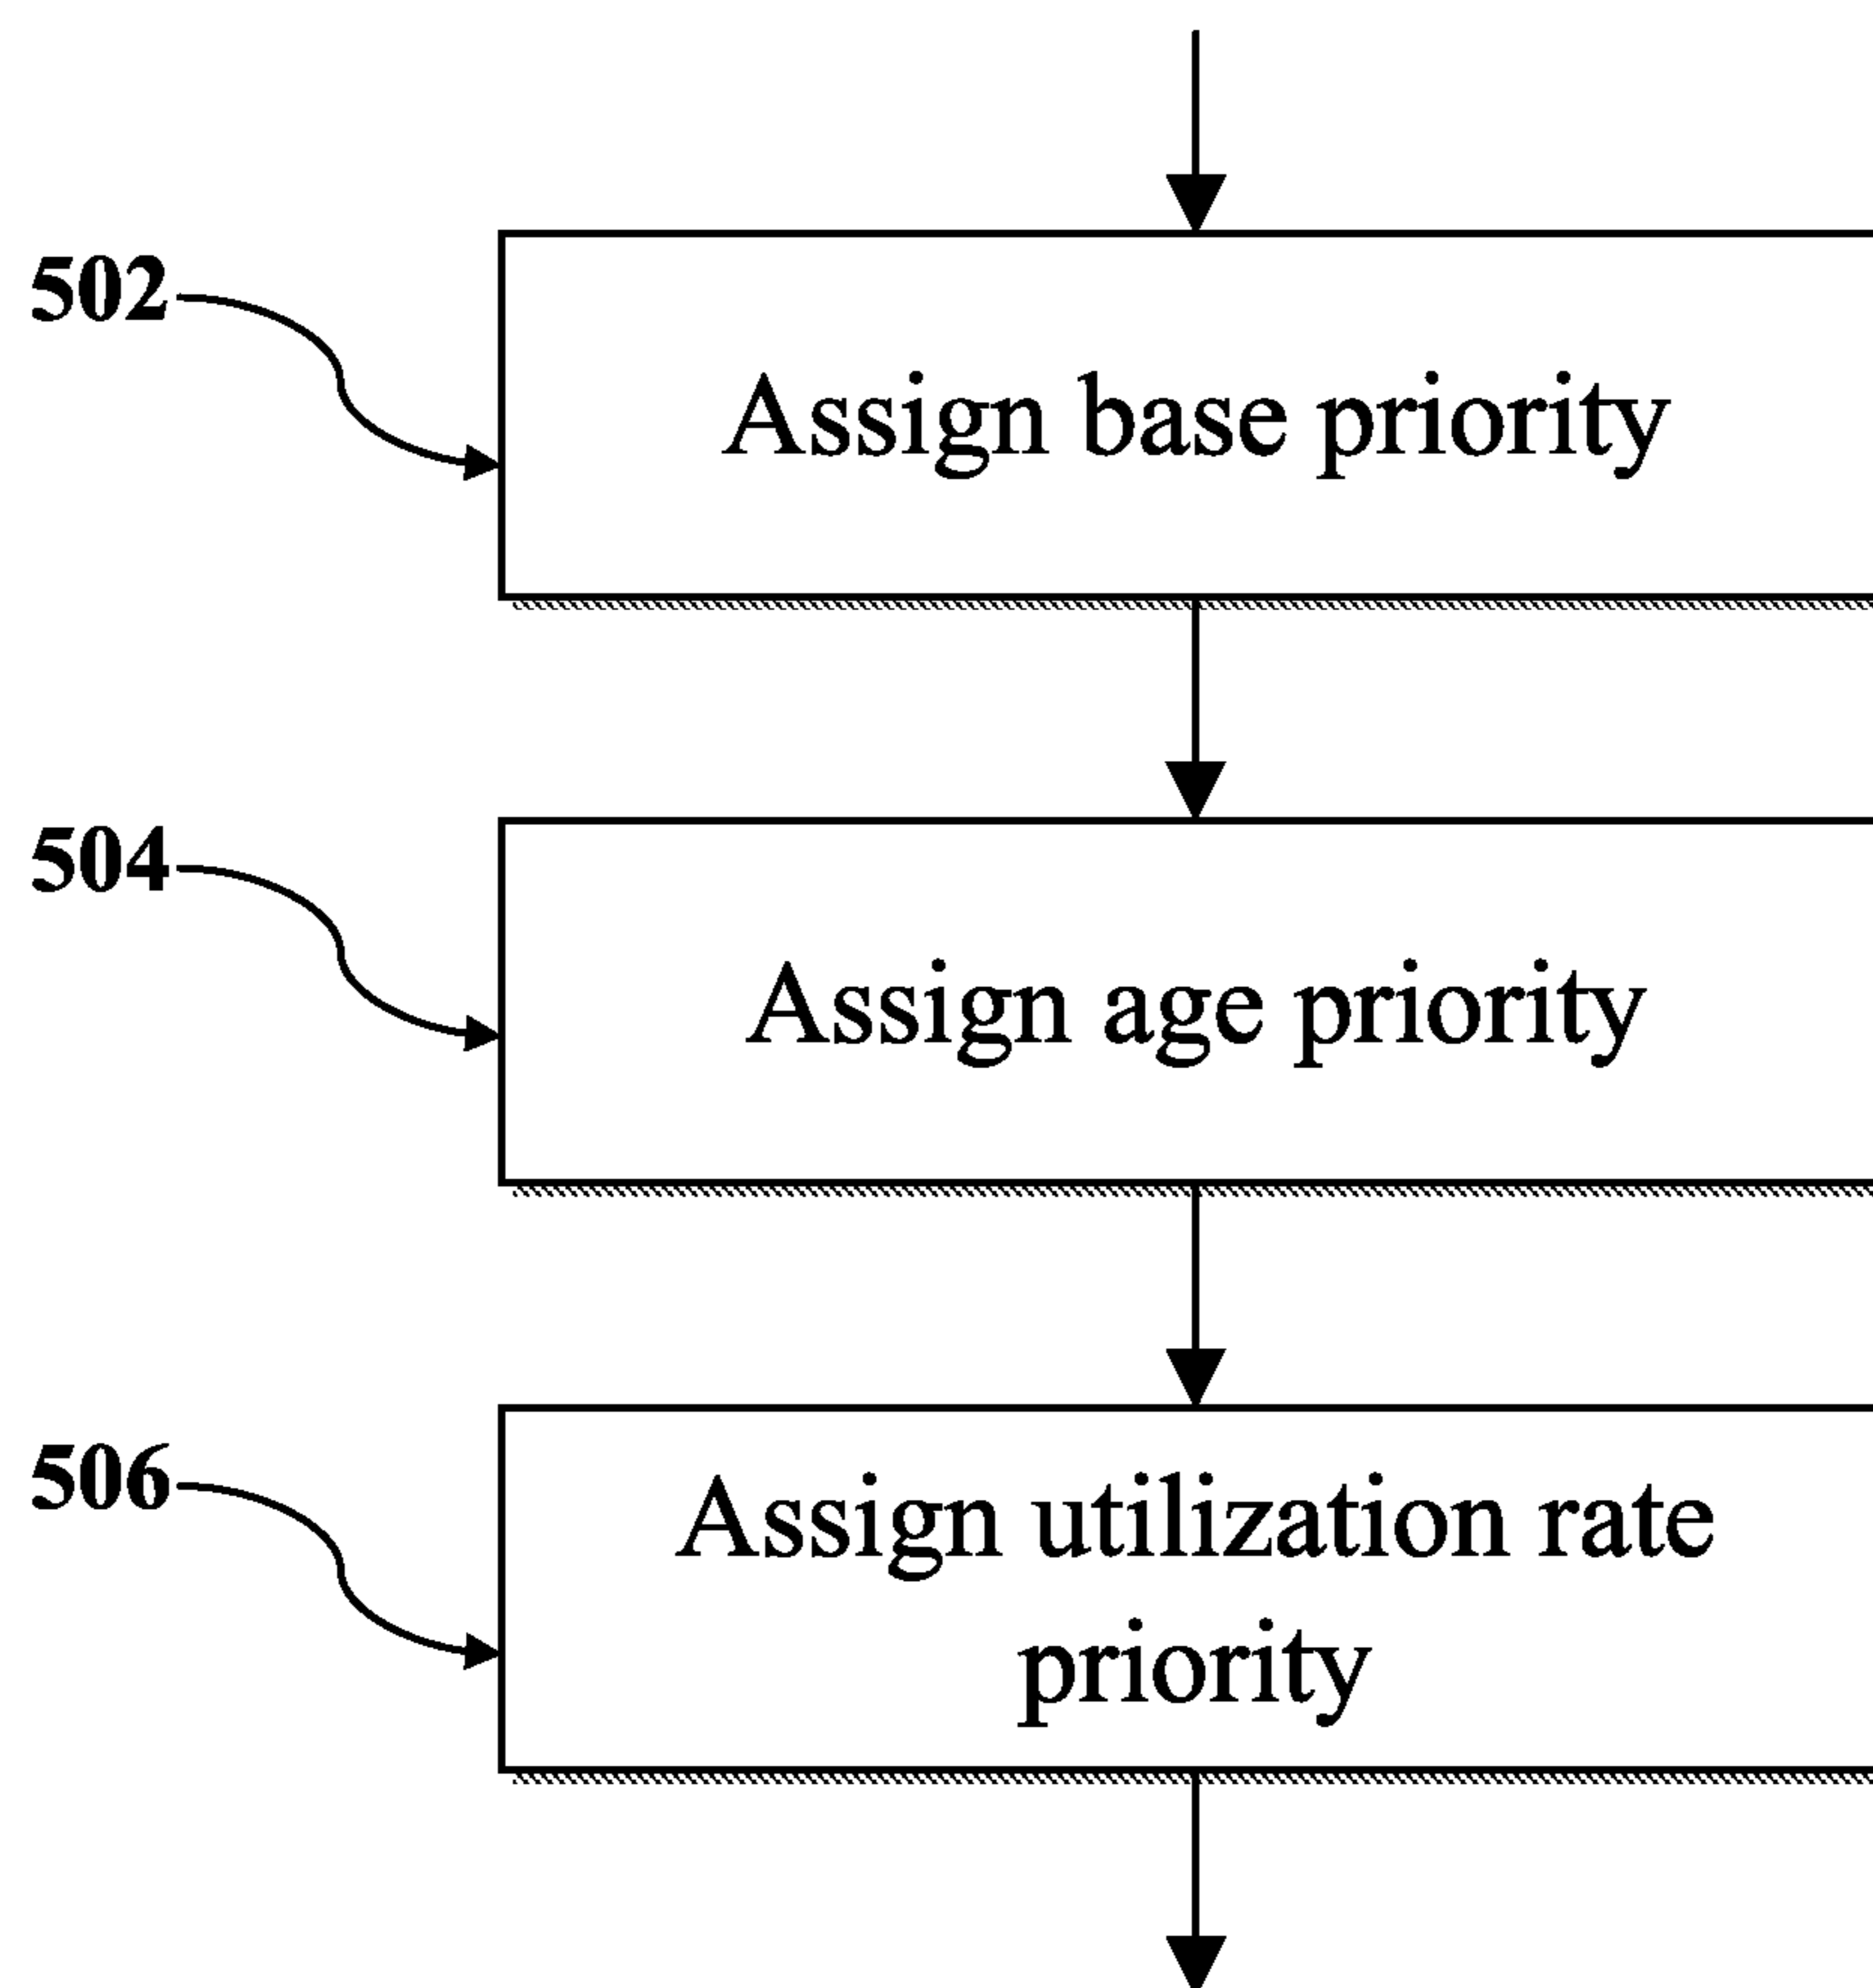 502
Assign base priority
504
Assign age priority
506
Assign utilization rate
priority